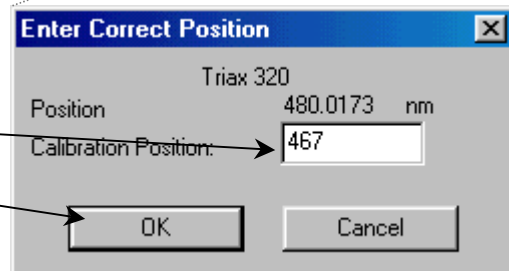 Enter Correct Position
Triax 320
Position 480.0173 nm
Calibration Position: 467
OK Cancel